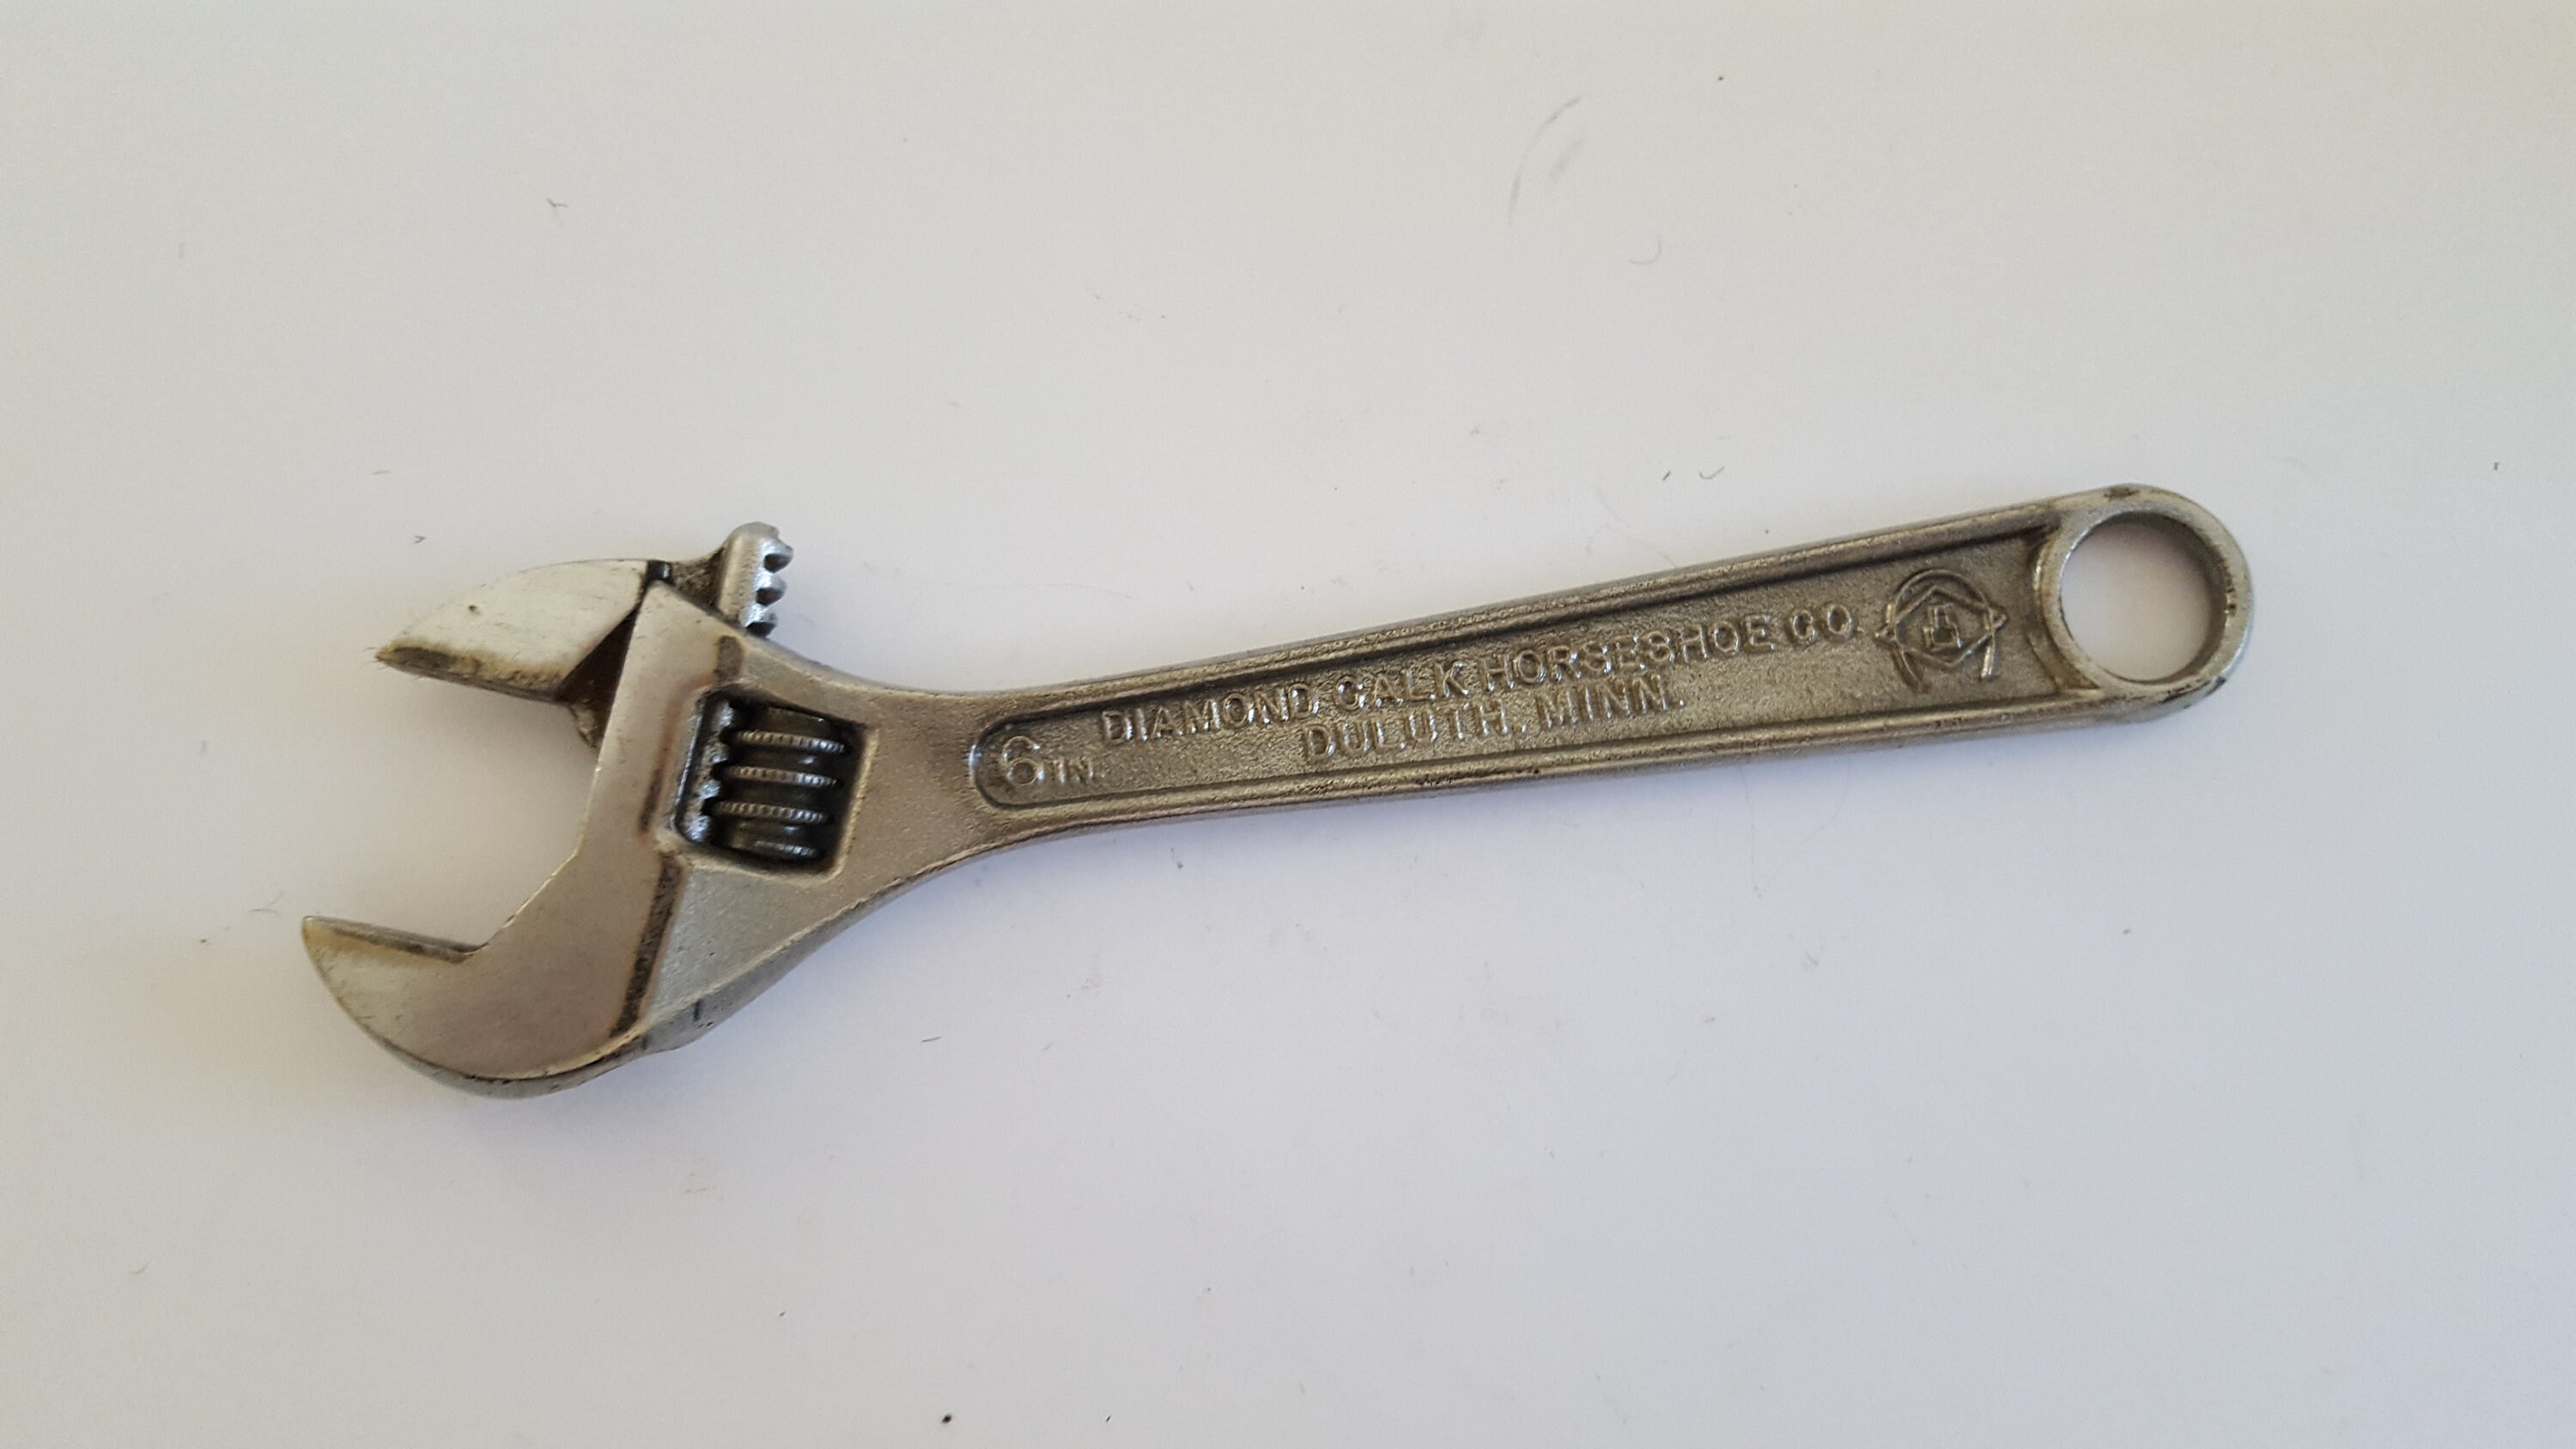 DIAMOND CALK HORSESHOE CO.
DULUTH, MINN.
6 IN.